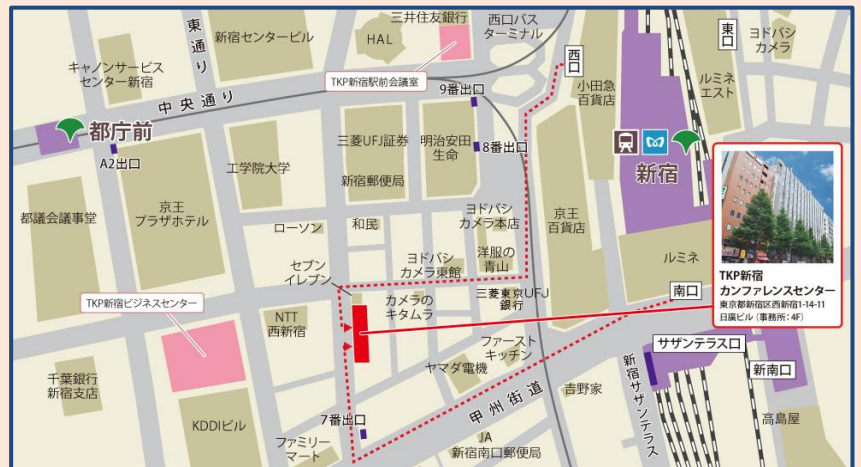 東通り
新宿センタービル
HAL
三井住友銀行
西口バス
ターミナル
西口
東口
ヨドバシ
カメラ
キャノンサービス
センター新宿
TKP新宿駅前会議室
小田急
百貨店
ルミネ
エスト
中央通り
9番出口
都庁前
A2出口
工学院大学
三菱UFJ証券
明治安田
生命
8番出口
新宿
新宿郵便局
都議会議事堂
京王
プラザホテル
ローソン
和民
ヨドバシ
カメラ本店
京王
百貨店
セブン
イレブン
ヨドバシ
カメラ東館
洋服の
青山
ルミネ
TKP新宿
カンファレンスセンター
東京都新宿区西新宿1-14-11
日廣ビル(事務所:4F)
TKP新宿ビジネスセンター
NTT
西新宿
カメラの
キタムラ
三菱東京UFJ
銀行
南口
ファースト
キッチン
サザンテラス口
新南口
千葉銀行
新宿支店
ヤマダ電機
甲州街道
吉野家
新宿サザンテラス
高島屋
KDDIビル
7番出口
ファミリー
マート
JA
新宿南口郵便局